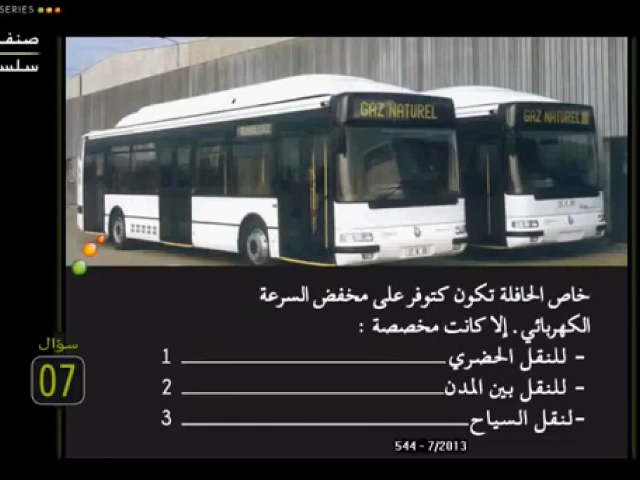 SERIES
صنف
سلس
GAZ NATUREL
GAZ NATUREL
خاص الحافلة تكون كتوفر على مخفض السرعة
الكهربائي. إلا كانت مخصصة :
- للنقل الحضري 1
- للنقل بين المدن 2
-لنقل السياح 3
سؤال
07
544 - 7/2013